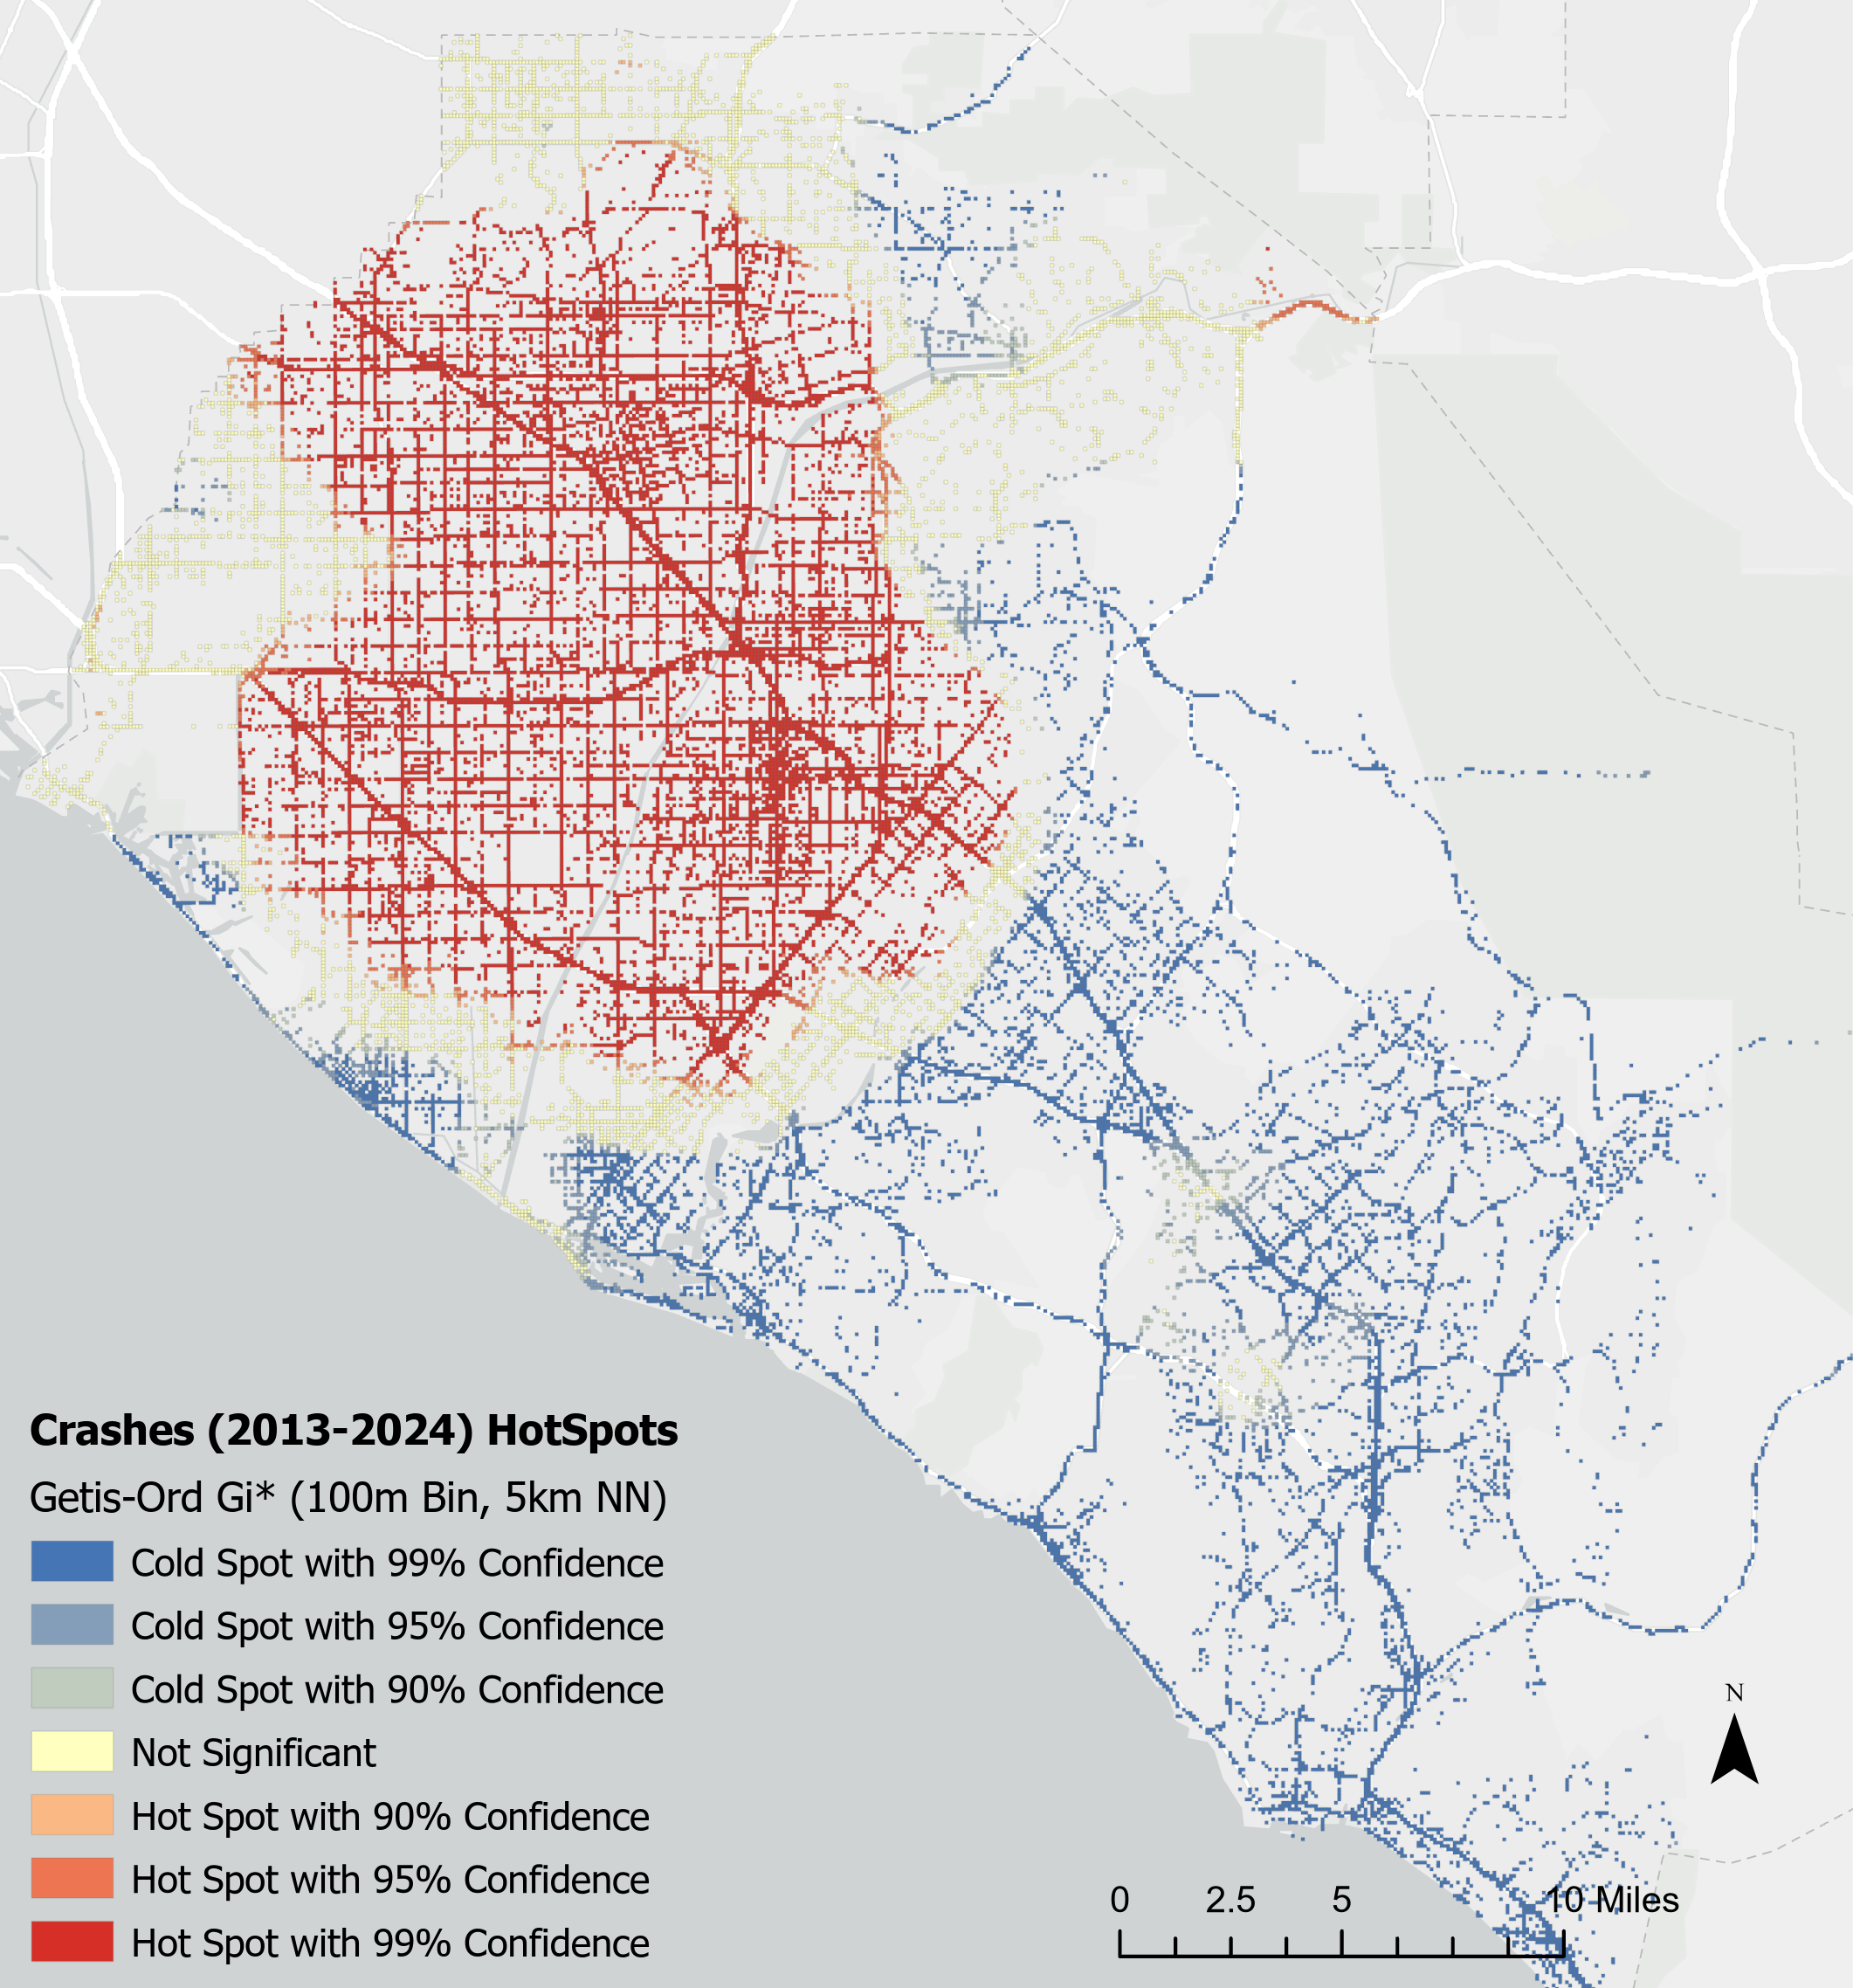 Crashes (2013-2024) HotSpots
Getis-Ord Gi* (100m Bin, 5km NN)
Cold Spot with 99% Confidence
Cold Spot with 95% Confidence
Cold Spot with 90% Confidence
Not Significant
Hot Spot with 90% Confidence
Hot Spot with 95% Confidence
Hot Spot with 99% Confidence
N
0 2.5 5 10 Miles